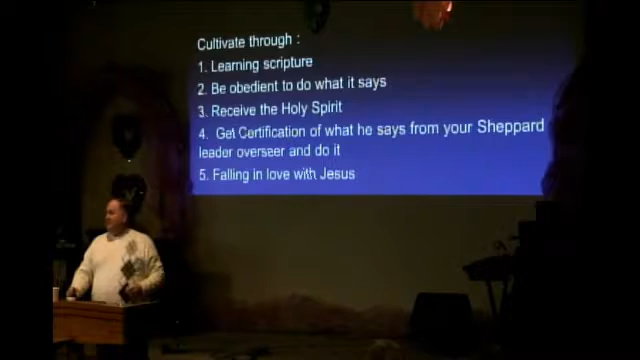 Cultivate through :
1. Learning scripture
2. Be obedient to do what it says
3. Receive the Holy Spirit
4. Get Certification of what he says from your Sheppard
leader overseer and do it
5. Falling in love with Jesus